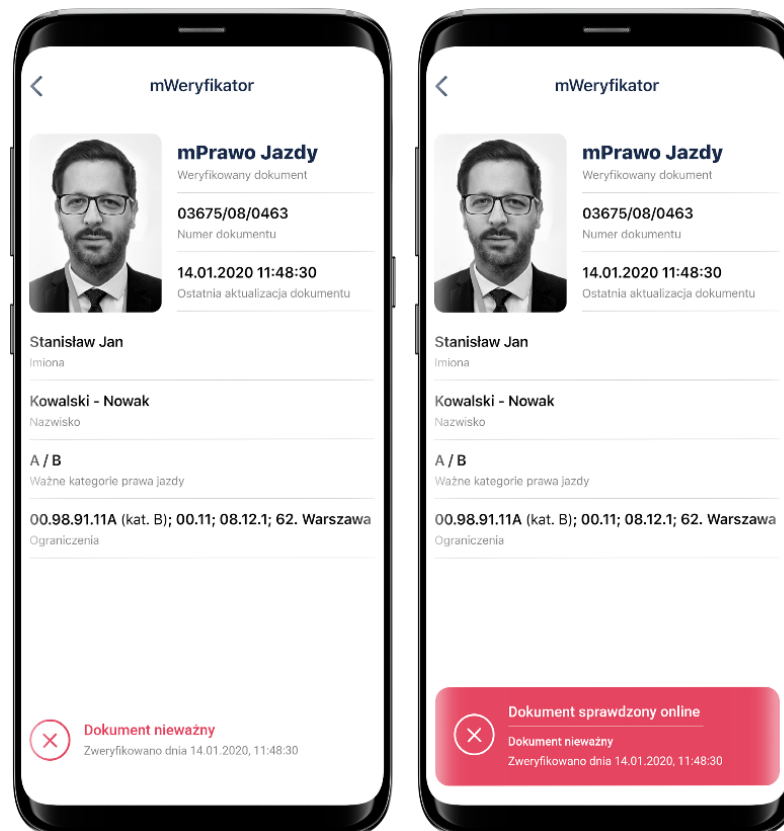 mWeryfikator
mPrawo Jazdy
Weryfikowany dokument
03675/08/0463
Numer dokumentu
14.01.2020 11:48:30
Ostatnia aktualizacja dokumentu
Stanisław Jan
Imiona
Kowalski - Nowak
Nazwisko
A / B
Ważne kategorie prawa jazdy
00.98.91.11A (kat. B); 00.11; 08.12.1; 62. Warszawa
Ograniczenia
Dokument nieważny
Zweryfikowano dnia 14.01.2020, 11:48:30
mWeryfikator
mPrawo Jazdy
Weryfikowany dokument
03675/08/0463
Numer dokumentu
14.01.2020 11:48:30
Ostatnia aktualizacja dokumentu
Stanisław Jan
Imiona
Kowalski - Nowak
Nazwisko
A / B
Ważne kategorie prawa jazdy
00.98.91.11A (kat. B); 00.11; 08.12.1; 62. Warszawa
Ograniczenia
Dokument sprawdzony online
Dokument nieważny
Zweryfikowano dnia 14.01.2020, 11:48:30